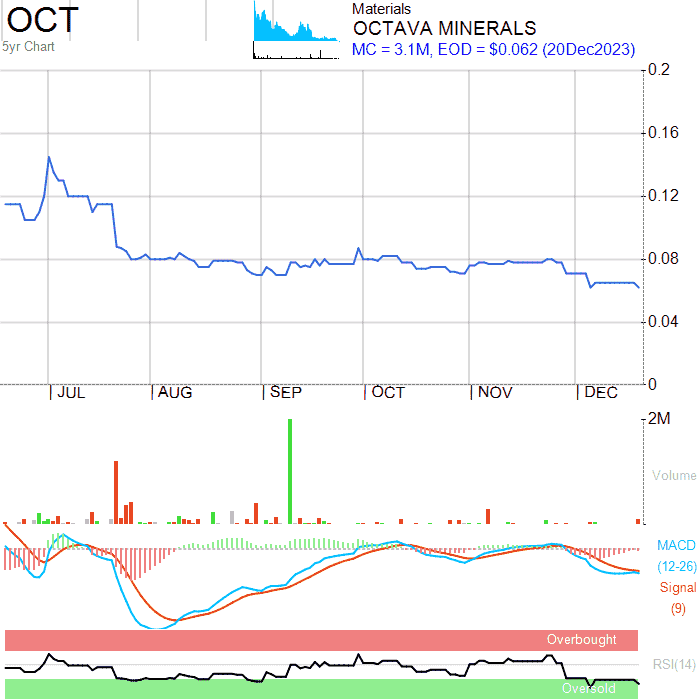 OCT
5yr Chart
Materials
OCTAVA MINERALS
MC = 3.1M, EOD = $0.062 (20Dec2023)
0.2
0.16
0.12
0.08
0.04
0
JUL AUG SEP OCT NOV DEC
2M
Volume
MACD
(12-26)
Signal
(9)
Overbought
RSI(14)
Oversold